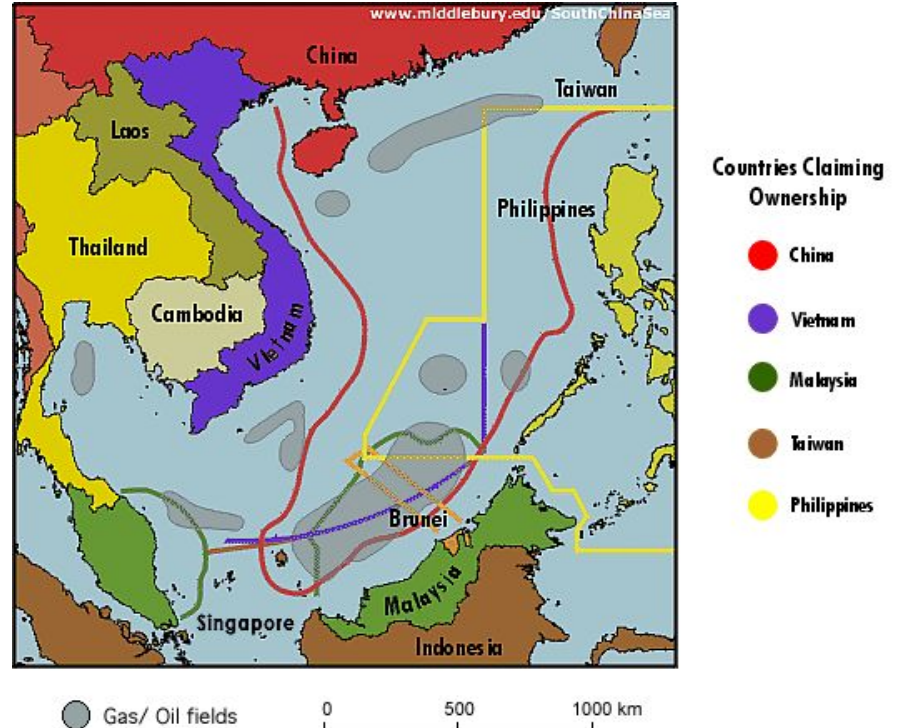 www.middlebury.edu/SouthChinaSea
China
Taiwan
Laos
Countries Claiming
Ownership
Philippines
Thailand
China
Cambodia
Vietnam
Vietnam
Malaysia
Taiwan
Brunei
Philippines
Malaysia
Singapore
Indonesia
Gas/ Oil fields
0 500 1000 km